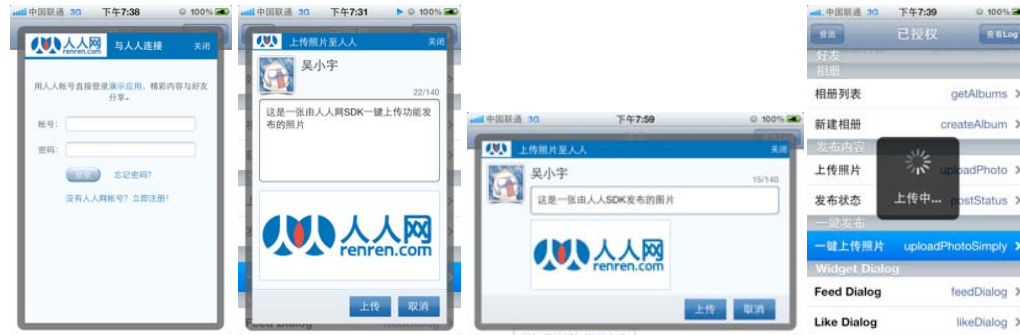 中国联通 3G 下午7:38 100%
人人网 renren.com 与人人连接 关闭
用人人帐号直接登录演示应用，精彩内容与好友
分享。
帐号:
密码:
登录 忘记密码?
没有人人网帐号? 立即注册!
中国联通 3G 下午7:31 100%
上传照片至人人 关闭
吴小宇
22/140
这是一张由人人网SDK一键上传功能发
布的照片
人人网
renren.com
上传 取消
Feed Dialog
中国联通 3G 下午7:59 100%
上传照片至人人 关闭
吴小宇
15/140
这是一张由人人SDK发布的图片
人人网
renren.com
上传 取消
中国联通 3G 下午7:39 100%
登出 已授权 查看Log
好友
相册
相册列表 getAlbums
新建相册 createAlbum
发布内容
上传照片 uploadPhoto
发布状态 postStatus
上传中...
一键发布
一键上传照片 uploadPhotoSimply
Widget Dialog
Feed Dialog feedDialog
Like Dialog likeDialog